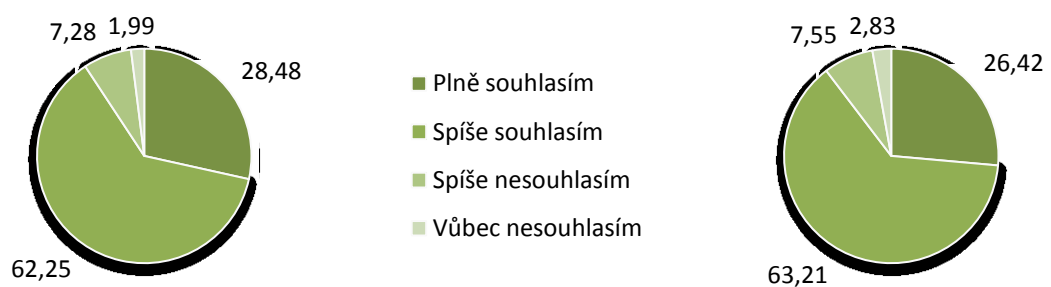 7,28
1,99
28,48
62,25
Plně souhlasím
Spíše souhlasím
Spíše nesouhlasím
Vůbec nesouhlasím
7,55
2,83
26,42
63,21